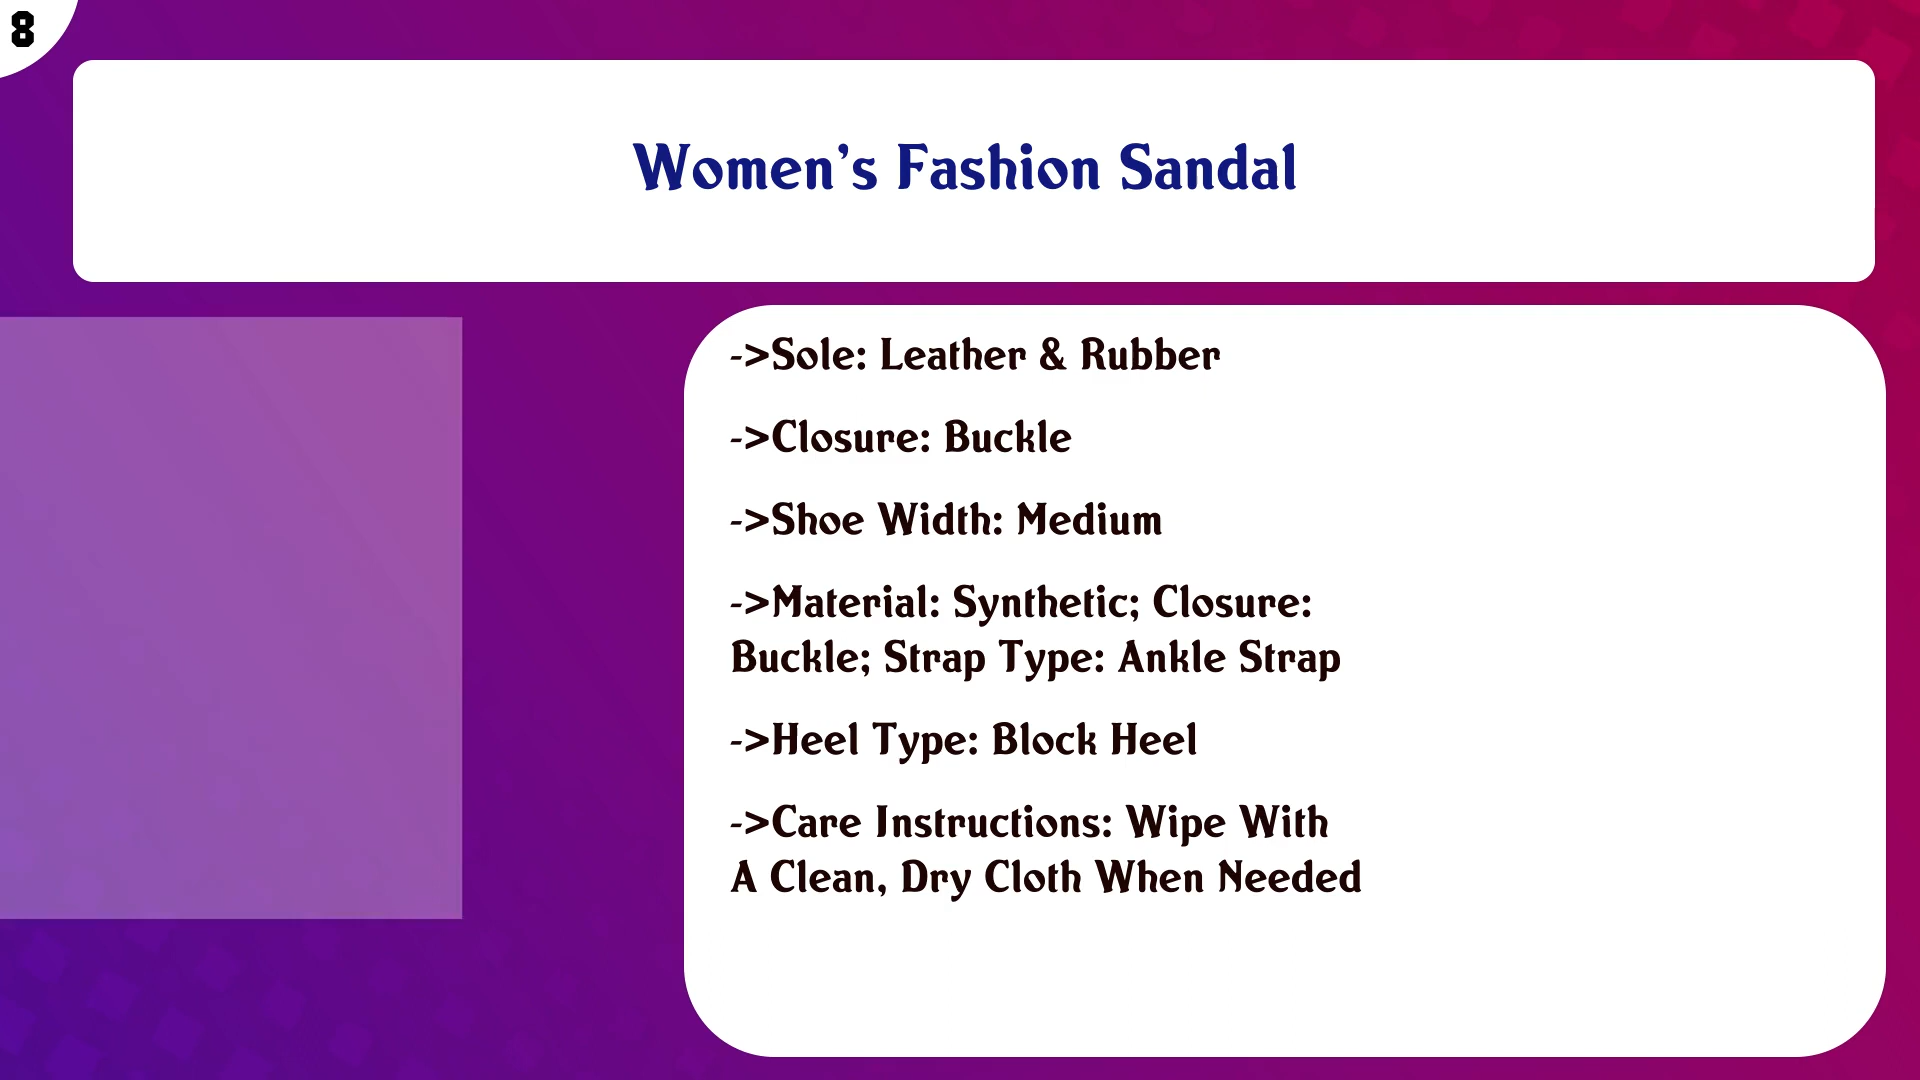 8
Women's Fashion Sandal
->Sole: Leather & Rubber
->Closure: Buckle
->Shoe Width: Medium
->Material: Synthetic; Closure:
Buckle; Strap Type: Ankle Strap
->Heel Type: Block Heel
->Care Instructions: Wipe With
A Clean, Dry Cloth When Needed